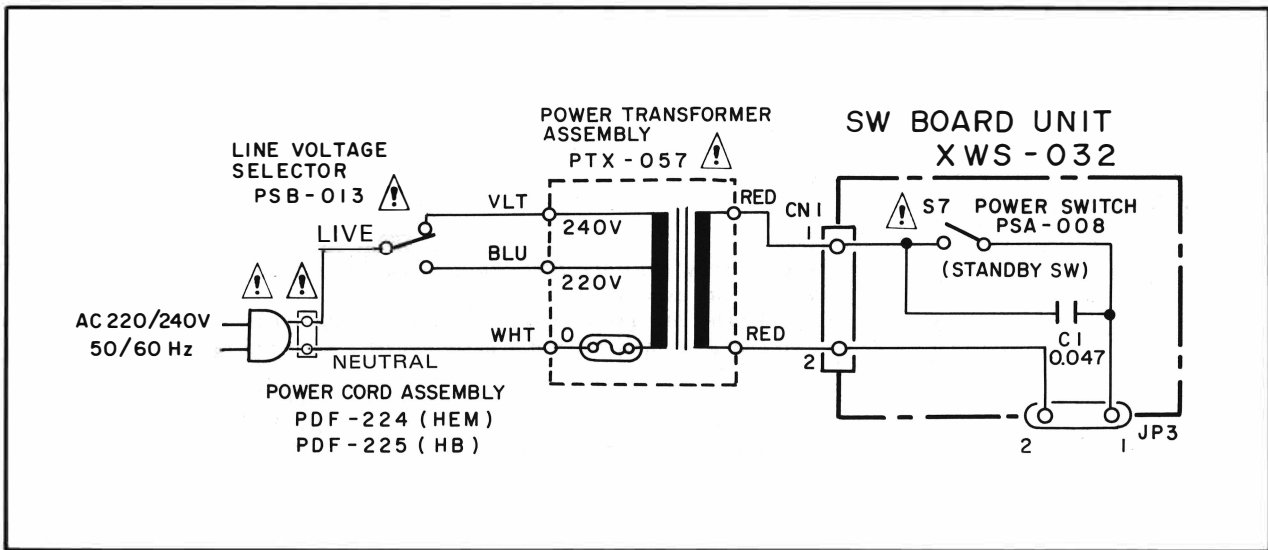 LINE VOLTAGE
SELECTOR
PSB-013
POWER TRANSFORMER
ASSEMBLY
PTX-057
SW BOARD UNIT
XWS-032
LIVE
VLT
240V
BLU
220V
WHT
0
RED
RED
CN1
1
2
S7
POWER SWITCH
PSA-008
(STANDBY SW)
C1
0.047
AC 220/240V
50/60 Hz
NEUTRAL
POWER CORD ASSEMBLY
PDF-224 (HEM)
PDF-225 (HB)
2
1
JP3